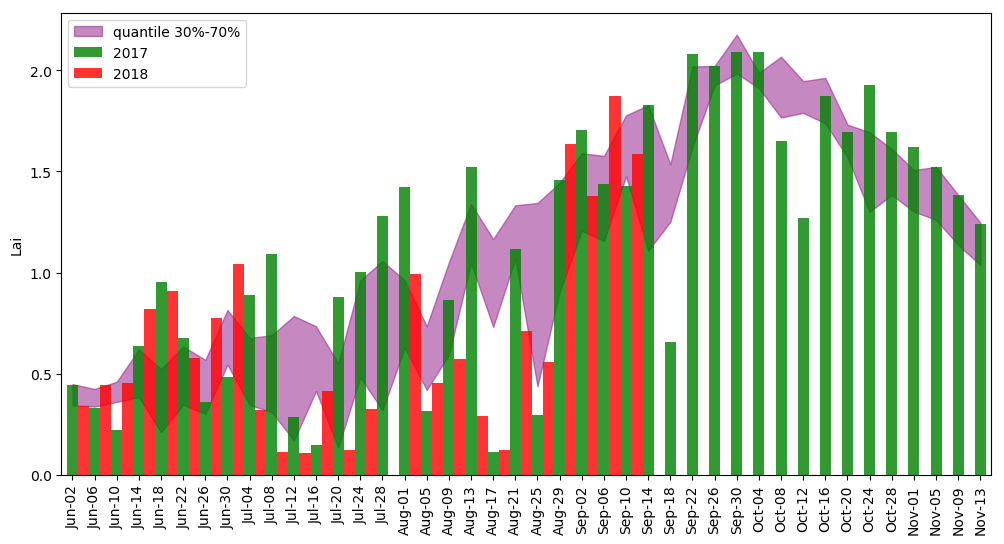 quantile 30%-70%
2017
2018
Lai
2.0
1.5
1.0
0.5
0.0
Jun-02
Jun-06
Jun-10
Jun-14
Jun-18
Jun-22
Jun-26
Jun-30
Jul-04
Jul-08
Jul-12
Jul-16
Jul-20
Jul-24
Jul-28
Aug-01
Aug-05
Aug-09
Aug-13
Aug-17
Aug-21
Aug-25
Aug-29
Sep-02
Sep-06
Sep-10
Sep-14
Sep-18
Sep-22
Sep-26
Sep-30
Oct-04
Oct-08
Oct-12
Oct-16
Oct-20
Oct-24
Oct-28
Nov-01
Nov-05
Nov-09
Nov-13